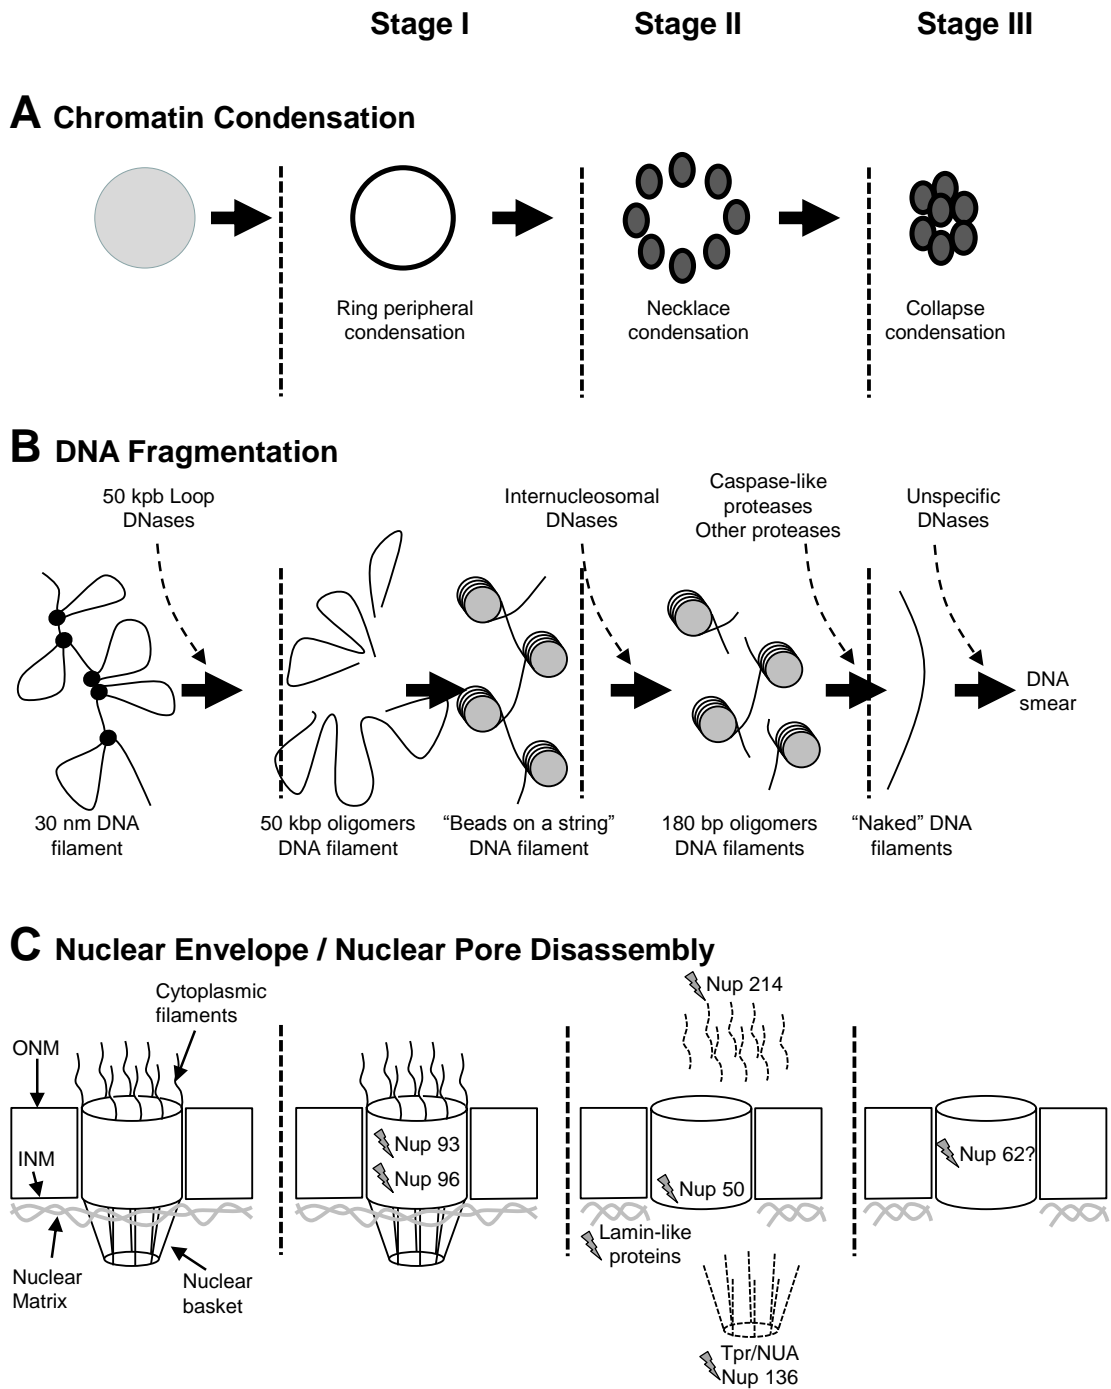 Stage I
Stage II
Stage III
A Chromatin Condensation
Ring peripheral
condensation
Necklace
condensation
Collapse
condensation
B DNA Fragmentation
50 kpb Loop
DNases
Internucleosomal
DNases
Caspase-like
proteases
Other proteases
Unspecific
DNases
DNA
smear
30 nm DNA
filament
50 kbp oligomers
DNA filament
“Beads on a string”
DNA filament
180 bp oligomers
DNA filaments
“Naked” DNA
filaments
C Nuclear Envelope / Nuclear Pore Disassembly
Cytoplasmic
filaments
ONM
INM
Nuclear
Matrix
Nuclear
basket
Nup 93
Nup 96
Nup 214
Nup 50
Lamin-like
proteins
Tpr/NUA
Nup 136
Nup 62?